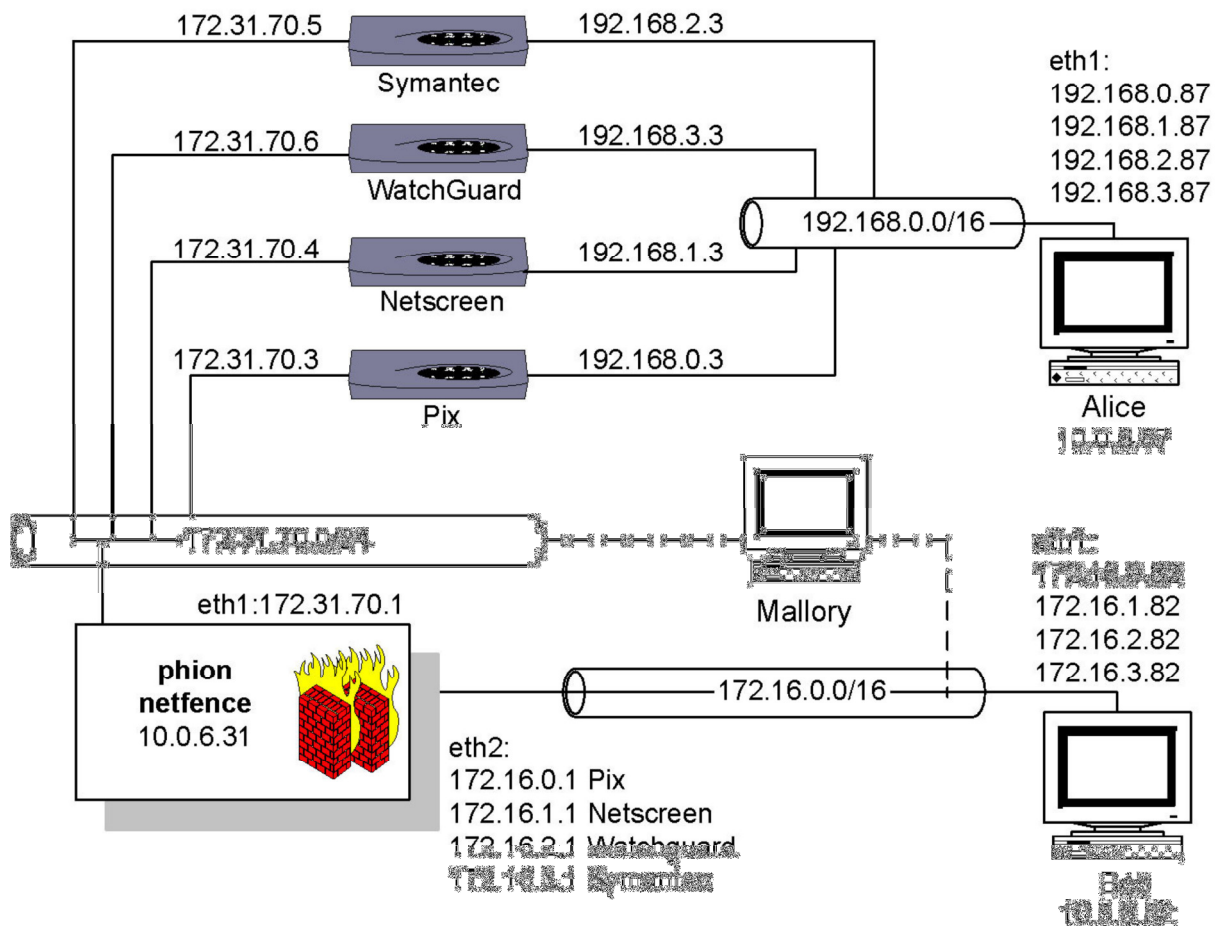 172.31.70.5
192.168.2.3
Symantec
eth1:
192.168.0.87
192.168.1.87
192.168.2.87
192.168.3.87
172.31.70.6
192.168.3.3
WatchGuard
192.168.0.0/16
172.31.70.4
192.168.1.3
Netscreen
172.31.70.3
192.168.0.3
Pix
Alice
Mallory
eth1:172.31.70.1
phion
netfence
10.0.6.31
172.16.1.82
172.16.2.82
172.16.3.82
172.16.0.0/16
eth2:
172.16.0.1 Pix
172.16.1.1 Netscreen
172.16.2.1 Watchguard